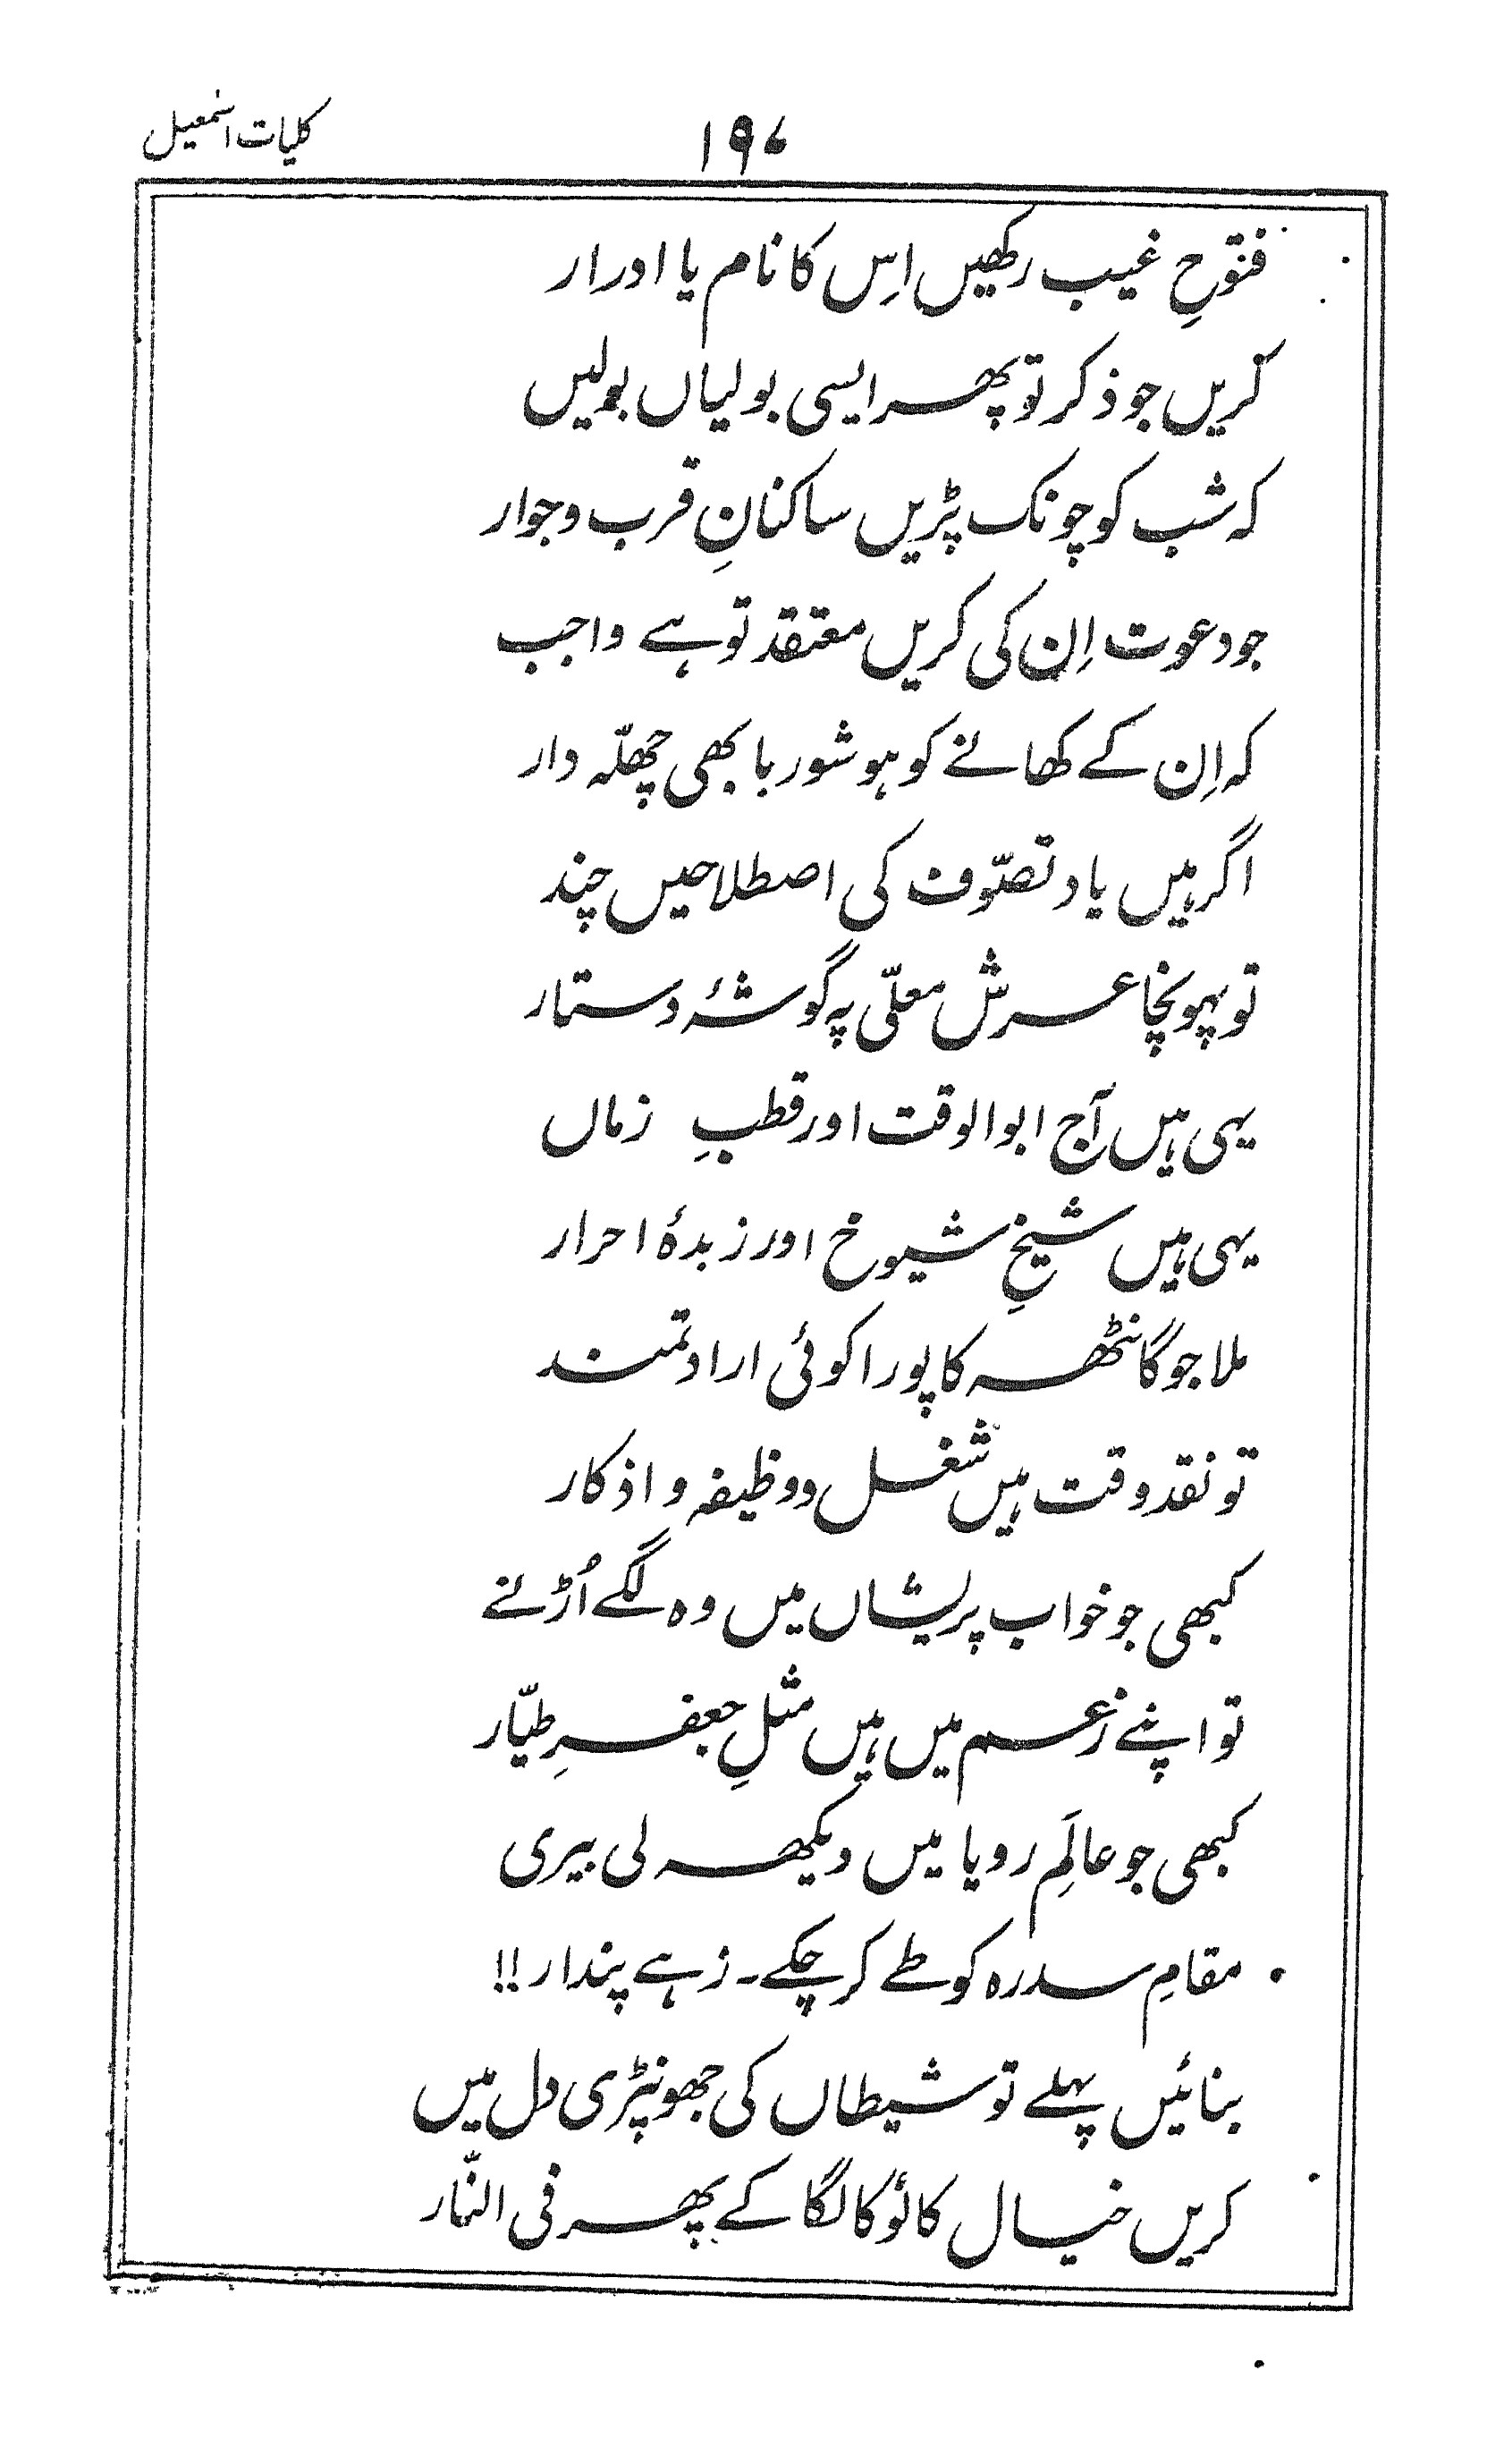 کلیات اسمٰعیل
۱۹۷
فتوحِ غیب رکھیں اِس کا نام یا ادرار
کریں جو ذکر تو پھر ایسی بولیاں بولیں
کہ شب کو چونک پڑیں ساکنانِ قرب و جوار
جو دعوت اِن کی کریں معتقد تو ہے واجب
کہ اِن کے کھانے کو ہو شوربا بھی چھلّہ دار
اگر ہیں یاد تصوّف کی اصطلاحیں چند
تو پہونچا عرش معلّی پہ گوشۂ دستار
یہی ہیں آج ابوالوقت اور قطبِ زماں
یہی ہیں شیخِ شیوخ اور زبدۂ احرار
ملا جو گانٹھ کا پورا کوئی ارادتمند
تو نقد وقت ہیں شغل و وظیفہ و اذکار
کبھی جو خواب پریشاں میں وہ لگے اُڑنے
تو اپنے زعم میں ہیں مثلِ جعفرِ طیّار
کبھی جو عالَمِ رویا میں دیکھ لی بیری
مقامِ سدرہ کو طے کر چکے۔ زہے پندار!!
بنائیں پہلے تو شیطاں کی جھونپڑی دل میں
کریں خیال کا لُوکا لگا کے پھر فی النّار